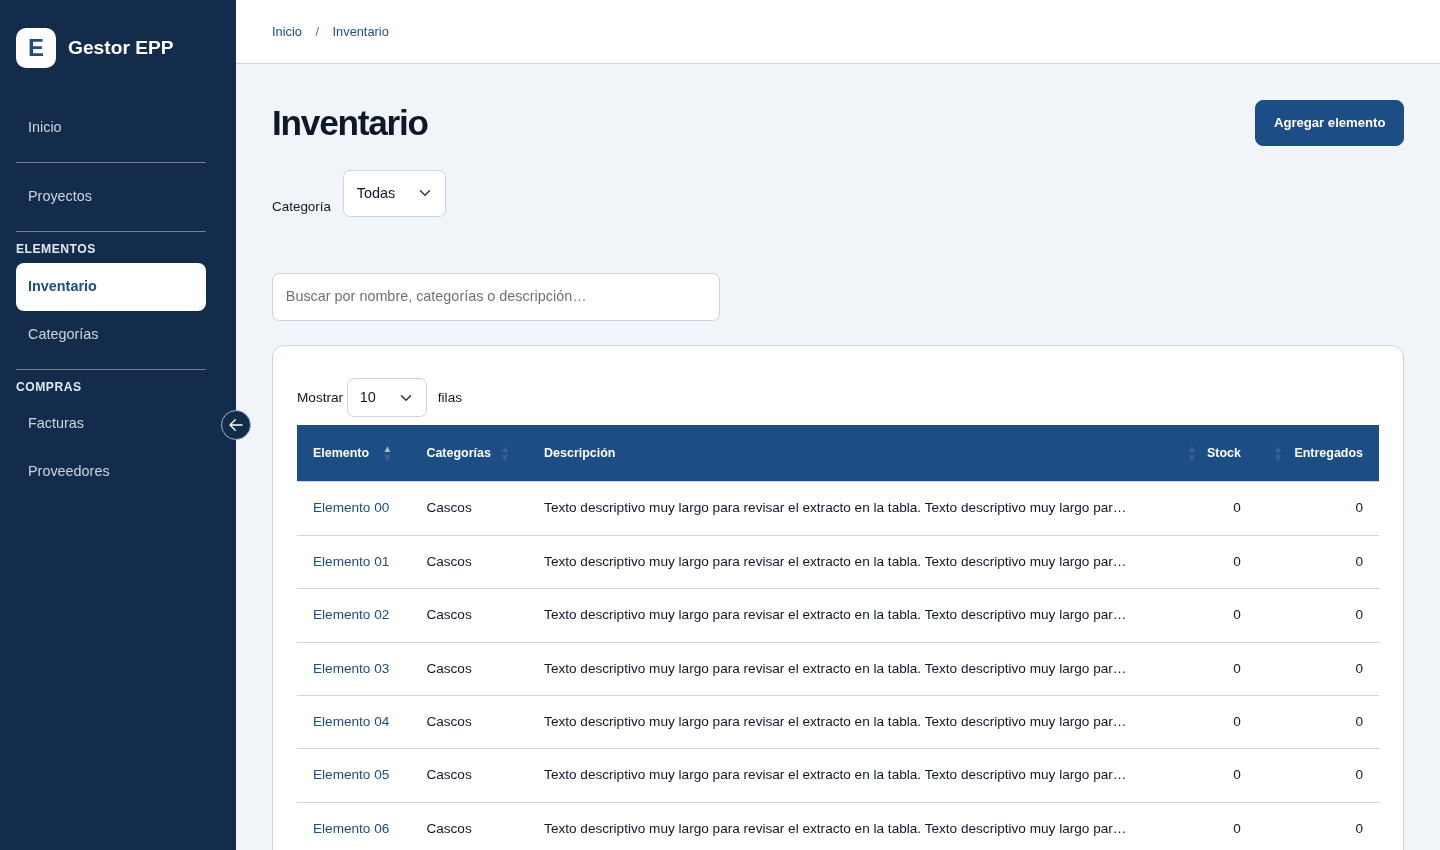 E Gestor EPP
Inicio
Proyectos
ELEMENTOS
Inventario
Categorías
COMPRAS
Facturas
Proveedores
Inicio / Inventario
Inventario
Agregar elemento
Categoría Todas
Buscar por nombre, categorías o descripción…
Mostrar 10 filas
Elemento Categorías Descripción Stock Entregados
Elemento 00 Cascos Texto descriptivo muy largo para revisar el extracto en la tabla. Texto descriptivo muy largo par… 0 0
Elemento 01 Cascos Texto descriptivo muy largo para revisar el extracto en la tabla. Texto descriptivo muy largo par… 0 0
Elemento 02 Cascos Texto descriptivo muy largo para revisar el extracto en la tabla. Texto descriptivo muy largo par… 0 0
Elemento 03 Cascos Texto descriptivo muy largo para revisar el extracto en la tabla. Texto descriptivo muy largo par… 0 0
Elemento 04 Cascos Texto descriptivo muy largo para revisar el extracto en la tabla. Texto descriptivo muy largo par… 0 0
Elemento 05 Cascos Texto descriptivo muy largo para revisar el extracto en la tabla. Texto descriptivo muy largo par… 0 0
Elemento 06 Cascos Texto descriptivo muy largo para revisar el extracto en la tabla. Texto descriptivo muy largo par… 0 0